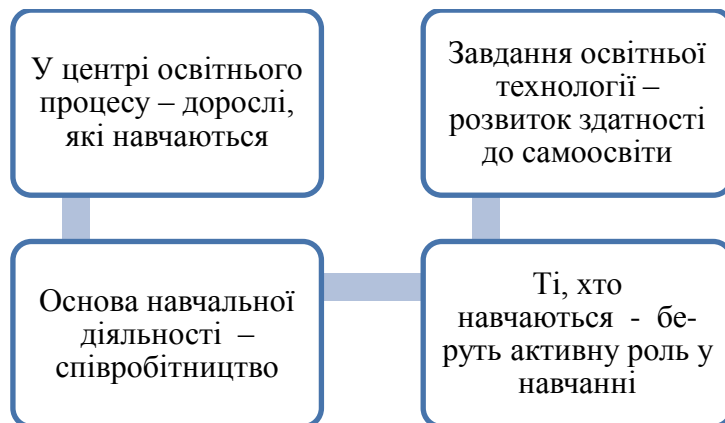 У центрі освітнього
процесу – дорослі,
які навчаються
Основа навчальної
діяльності –
співробітництво
Ті, хто
навчаються - бе-
руть активну роль у
навчанні
Завдання освітньої
технології –
розвиток здатності
до самоосвіти